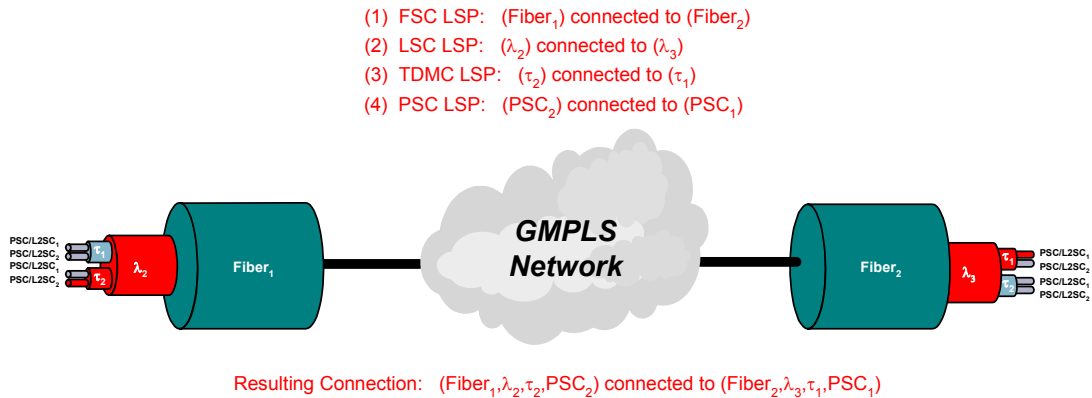 (1) FSC LSP: (Fiber₁) connected to (Fiber₂)
(2) LSC LSP: (λ₂) connected to (λ₃)
(3) TDMC LSP: (τ₂) connected to (τ₁)
(4) PSC LSP: (PSC₂) connected to (PSC₁)
GMPLS
Network
PSC/L2SC₁
PSC/L2SC₂
PSC/L2SC₁
PSC/L2SC₂
τ₁
τ₂
λ₂
Fiber₁
Fiber₂
λ₃
τ₁
τ₂
PSC/L2SC₁
PSC/L2SC₂
PSC/L2SC₁
PSC/L2SC₂
Resulting Connection: (Fiber₁,λ₂,τ₂,PSC₂) connected to (Fiber₂,λ₃,τ₁,PSC₁)